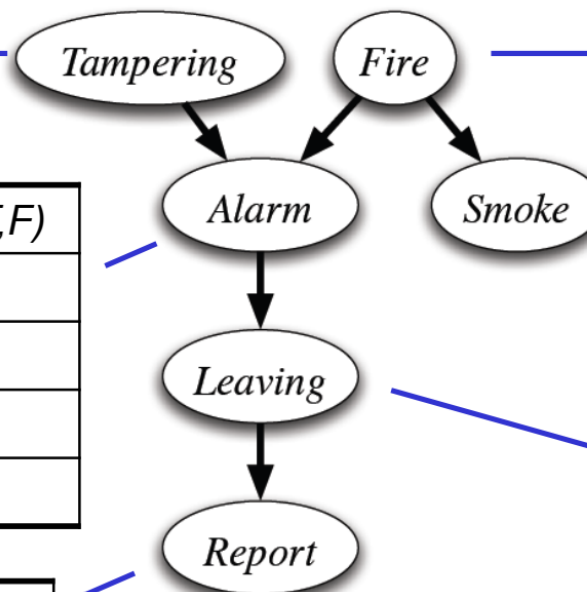 Tampering
Fire
,F)
Alarm
Smoke
Leaving
Report